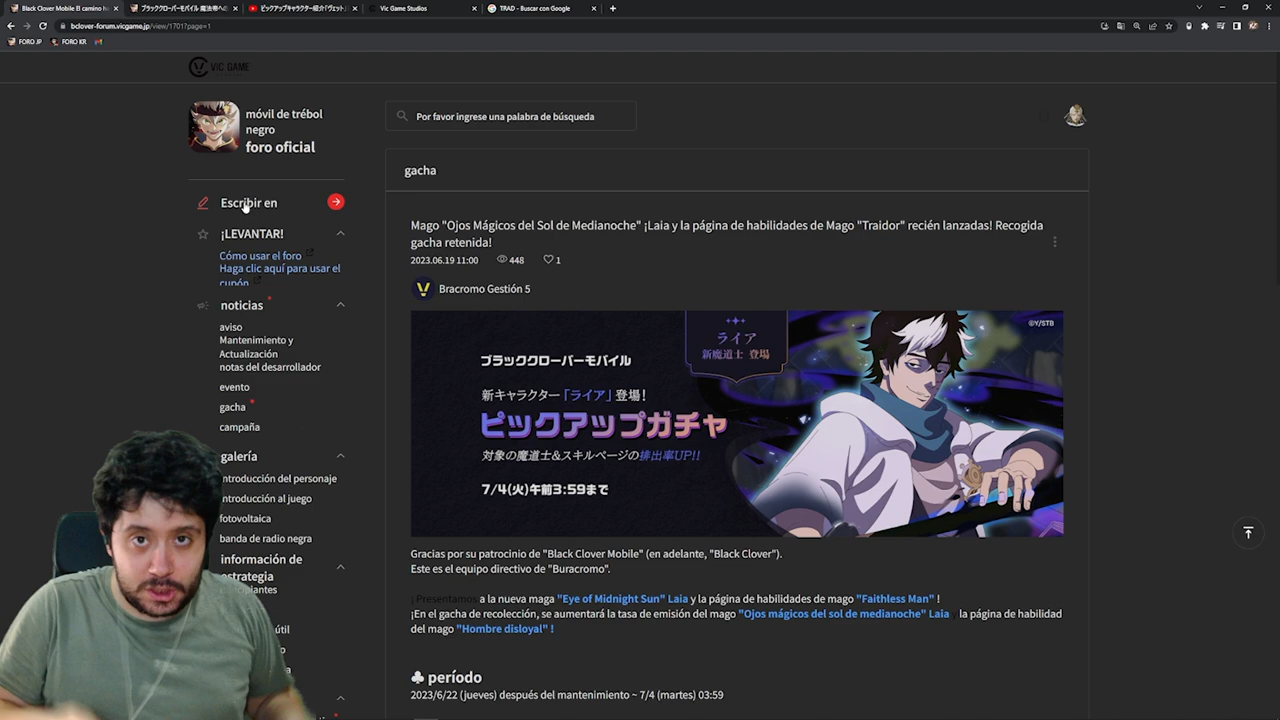 Black Clover Mobile El camino ha
ブラッククローバーモバイル 魔法帝への
ピックアップキャラクター紹介「ヴェット」
Vic Game Studios
TRAD - Buscar con Google
bclover-forum.vicgame.jp/view/1701?page=1
FORO JP
FORO KR
VIC GAME
móvil de trébol
negro
foro oficial
Por favor ingrese una palabra de búsqueda
Escribir en
¡LEVANTAR!
Cómo usar el foro
Haga clic aquí para usar el
cupón
noticias
aviso
Mantenimiento y
Actualización
notas del desarrollador
evento
gacha
campaña
galería
introducción del personaje
introducción al juego
fotovoltaica
banda de radio negra
información de
estrategia
gacha
Mago "Ojos Mágicos del Sol de Medianoche" ¡Laia y la página de habilidades de Mago "Traidor" recién lanzadas! Recogida
gacha retenida!
2023.06.19 11:00 448 1
Bracromo Gestión 5
©Y/STB
ライア
新魔道士 登場
ブラッククローバーモバイル
新キャラクター「ライア」登場!
ピックアップガチャ
対象の魔道士&スキルページの排出率UP!!
7/4(火)午前3:59まで
Gracias por su patrocinio de "Black Clover Mobile" (en adelante, "Black Clover").
Este es el equipo directivo de "Buracromo".
¡ Presentamos a la nueva maga "Eye of Midnight Sun" Laia y la página de habilidades de mago "Faithless Man" !
¡En el gacha de recolección, se aumentará la tasa de emisión del mago "Ojos mágicos del sol de medianoche" Laia y la página de habilidad
del mago "Hombre disloyal" !
♣ período
2023/6/22 (jueves) después del mantenimiento ~ 7/4 (martes) 03:59